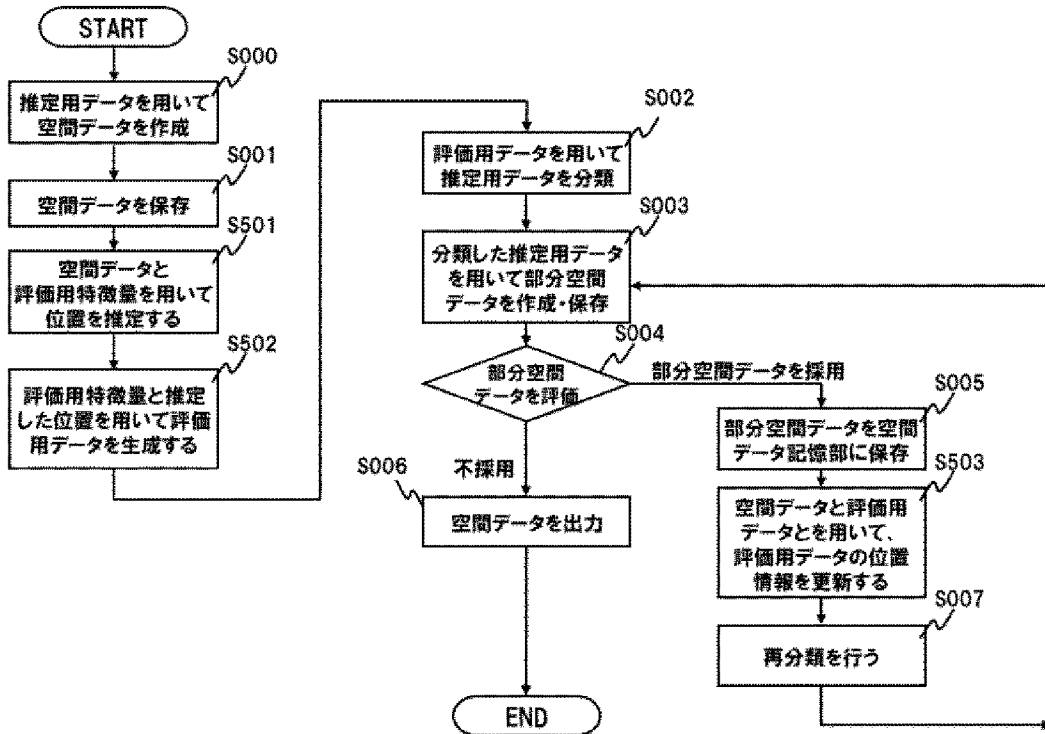 START
S000
推定用データを用いて
空間データを作成
S001
空間データを保存
S501
空間データと
評価用特徴量を用いて
位置を推定する
S502
評価用特徴量と推定
した位置を用いて評価
用データを生成する
S002
評価用データを用いて
推定用データを分類
S003
分類した推定用データ
を用いて部分空間
データを作成・保存
S004
部分空間
データを評価
部分空間データを採用
不採用
S005
部分空間データを空間
データ記憶部に保存
S503
空間データと評価用
データとを用いて、
評価用データの位置
情報を更新する
S007
再分類を行う
S006
空間データを出力
END